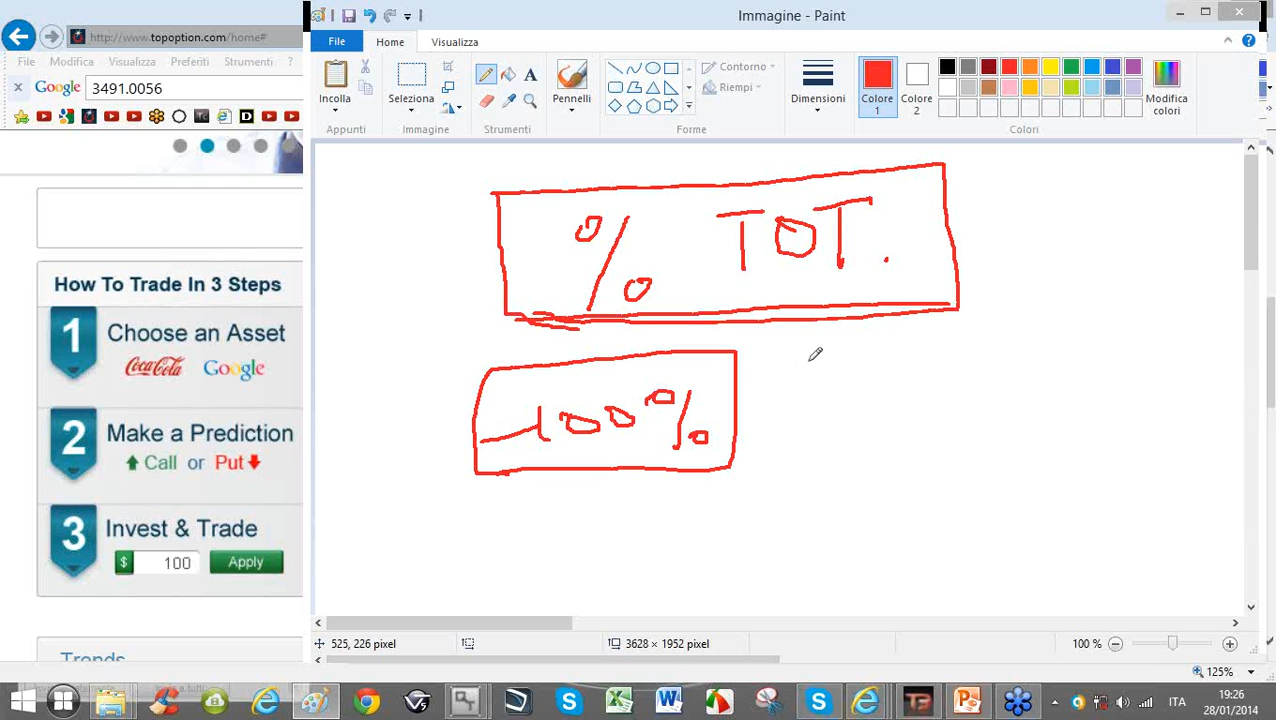 Immagine - Paint
http://www.topoption.com/home#
File Modifica Visualizza Preferiti Strumenti ?
Google 3491.0056
File Home Visualizza
Incolla
Seleziona
Pennelli
Contorno
Riempi
Dimensioni
Colore 1
Colore 2
Modifica colori
Appunti Immagine Strumenti Forme Colori
% TOT.
100%
How To Trade In 3 Steps
1 Choose an Asset
Coca-Cola Google
2 Make a Prediction
Call or Put
3 Invest & Trade
$ 100 Apply
Trends
525, 226 pixel
3628 × 1952 pixel
100 %
125%
ITA
19:26
28/01/2014